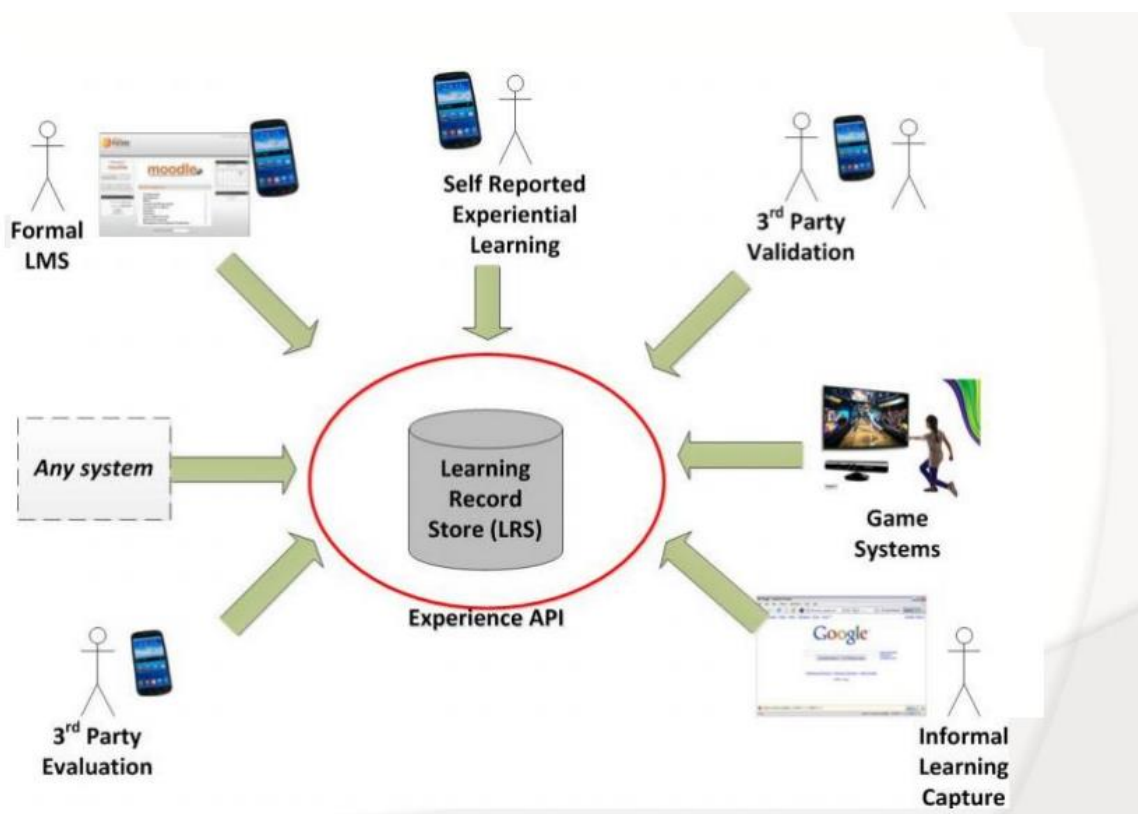 moodle
Formal
LMS
Self Reported
Experiential
Learning
3rd Party
Validation
Any system
Learning
Record
Store (LRS)
Experience API
Game
Systems
Google
3rd Party
Evaluation
Informal
Learning
Capture